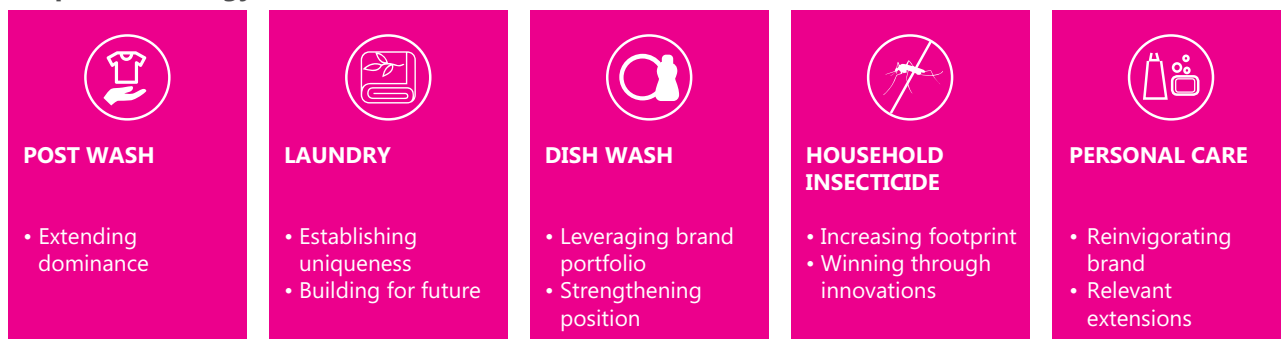 POST WASH
• Extending
dominance
LAUNDRY
• Establishing
uniqueness
• Building for future
DISH WASH
• Leveraging brand
portfolio
• Strengthening
position
HOUSEHOLD
INSECTICIDE
• Increasing footprint
• Winning through
innovations
PERSONAL CARE
• Reinvigorating
brand
• Relevant
extensions